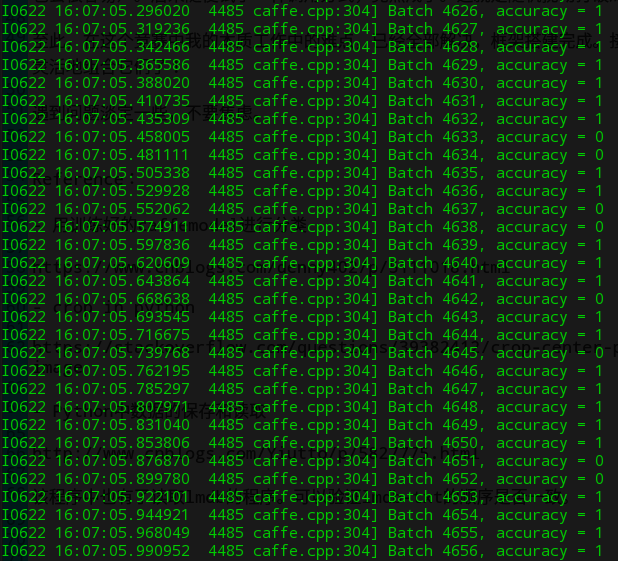 I0622 16:07:05.296020  4485 caffe.cpp:304] Batch 4626, accuracy = 1
I0622 16:07:05.319236  4485 caffe.cpp:304] Batch 4627, accuracy = 1
I0622 16:07:05.342466  4485 caffe.cpp:304] Batch 4628, accuracy = 1
I0622 16:07:05.365586  4485 caffe.cpp:304] Batch 4629, accuracy = 1
I0622 16:07:05.388020  4485 caffe.cpp:304] Batch 4630, accuracy = 1
I0622 16:07:05.410735  4485 caffe.cpp:304] Batch 4631, accuracy = 1
I0622 16:07:05.435309  4485 caffe.cpp:304] Batch 4632, accuracy = 1
I0622 16:07:05.458005  4485 caffe.cpp:304] Batch 4633, accuracy = 0
I0622 16:07:05.481111  4485 caffe.cpp:304] Batch 4634, accuracy = 0
I0622 16:07:05.505338  4485 caffe.cpp:304] Batch 4635, accuracy = 1
I0622 16:07:05.529928  4485 caffe.cpp:304] Batch 4636, accuracy = 1
I0622 16:07:05.552062  4485 caffe.cpp:304] Batch 4637, accuracy = 0
I0622 16:07:05.574911  4485 caffe.cpp:304] Batch 4638, accuracy = 0
I0622 16:07:05.597836  4485 caffe.cpp:304] Batch 4639, accuracy = 1
I0622 16:07:05.620609  4485 caffe.cpp:304] Batch 4640, accuracy = 1
I0622 16:07:05.643864  4485 caffe.cpp:304] Batch 4641, accuracy = 1
I0622 16:07:05.668638  4485 caffe.cpp:304] Batch 4642, accuracy = 0
I0622 16:07:05.693545  4485 caffe.cpp:304] Batch 4643, accuracy = 1
I0622 16:07:05.716675  4485 caffe.cpp:304] Batch 4644, accuracy = 1
I0622 16:07:05.739768  4485 caffe.cpp:304] Batch 4645, accuracy = 0
I0622 16:07:05.762195  4485 caffe.cpp:304] Batch 4646, accuracy = 1
I0622 16:07:05.785297  4485 caffe.cpp:304] Batch 4647, accuracy = 1
I0622 16:07:05.807971  4485 caffe.cpp:304] Batch 4648, accuracy = 1
I0622 16:07:05.831040  4485 caffe.cpp:304] Batch 4649, accuracy = 1
I0622 16:07:05.853806  4485 caffe.cpp:304] Batch 4650, accuracy = 1
I0622 16:07:05.876870  4485 caffe.cpp:304] Batch 4651, accuracy = 0
I0622 16:07:05.899780  4485 caffe.cpp:304] Batch 4652, accuracy = 0
I0622 16:07:05.922101  4485 caffe.cpp:304] Batch 4653, accuracy = 1
I0622 16:07:05.944921  4485 caffe.cpp:304] Batch 4654, accuracy = 1
I0622 16:07:05.968049  4485 caffe.cpp:304] Batch 4655, accuracy = 1
I0622 16:07:05.990952  4485 caffe.cpp:304] Batch 4656, accuracy = 1